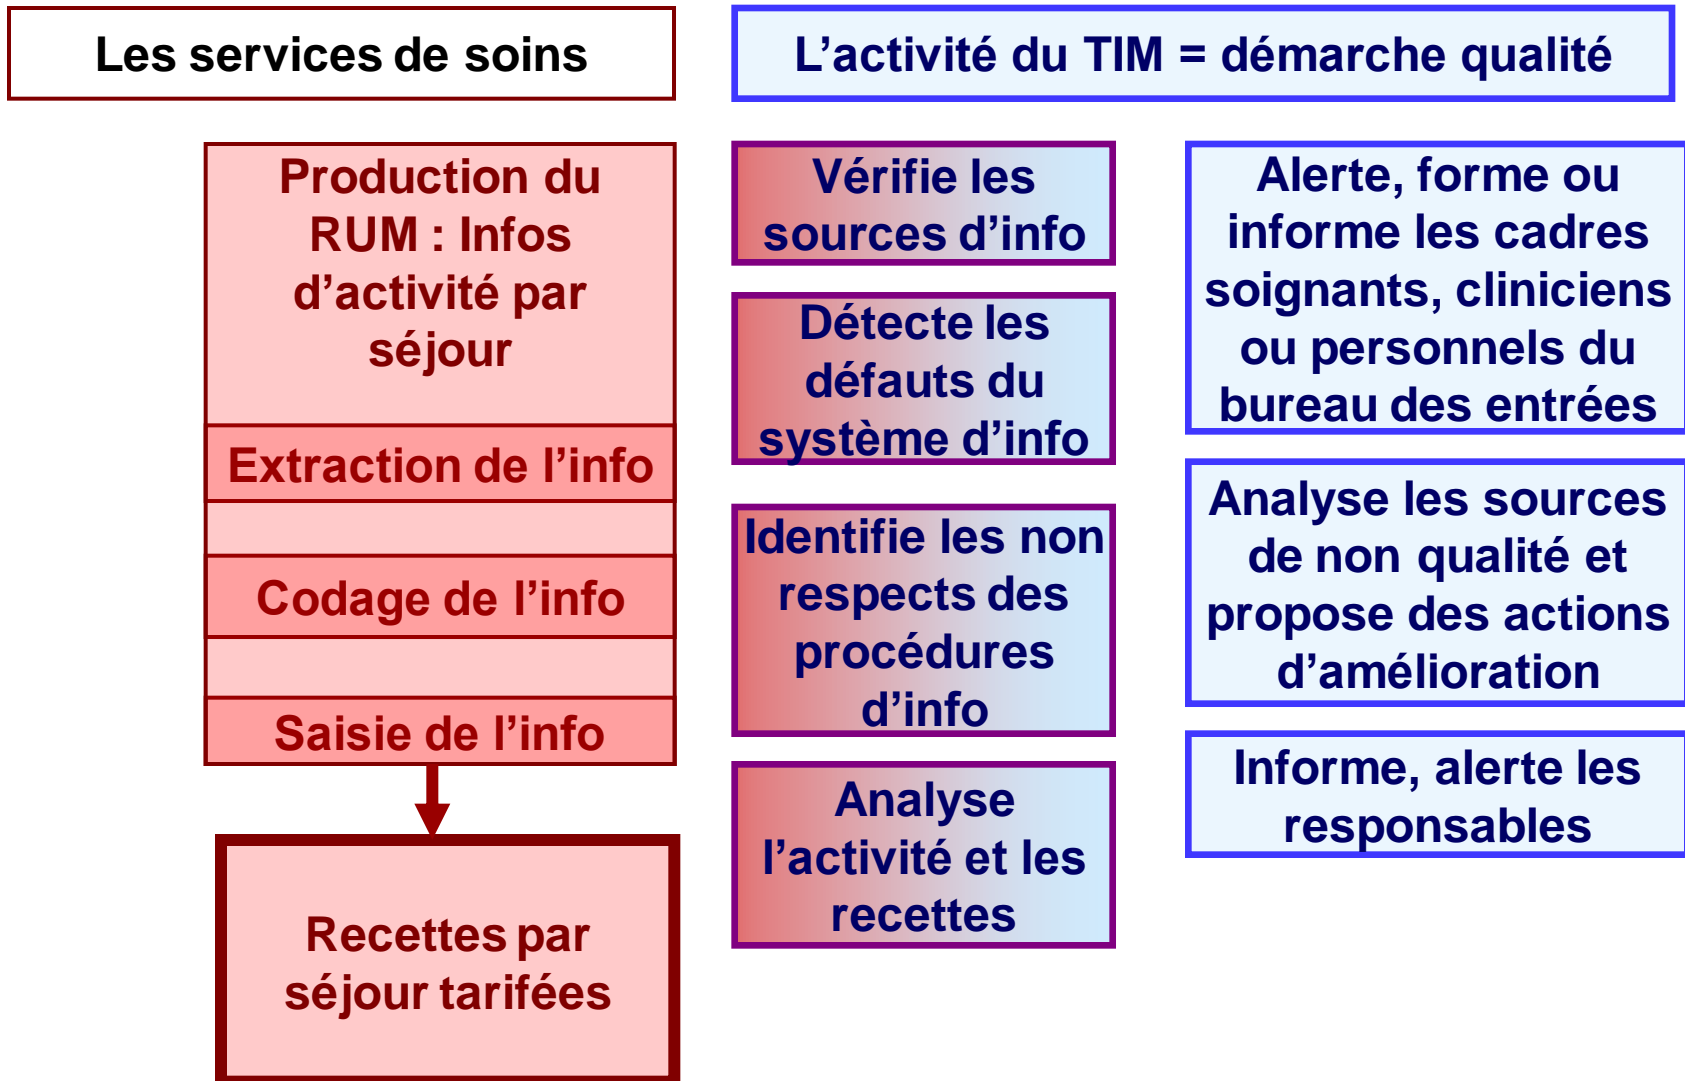 Les services de soins
L’activité du TIM = démarche qualité
Production du
RUM : Infos
d’activité par
séjour
Extraction de l’info
Codage de l’info
Saisie de l’info
Recettes par
séjour tarifées
Vérifie les
sources d’info
Détecte les
défauts du
système d’info
Identifie les non
respects des
procédures
d’info
Analyse
l’activité et les
recettes
Alerte, forme ou
informe les cadres
soignants, cliniciens
ou personnels du
bureau des entrées
Analyse les sources
de non qualité et
propose des actions
d’amélioration
Informe, alerte les
responsables